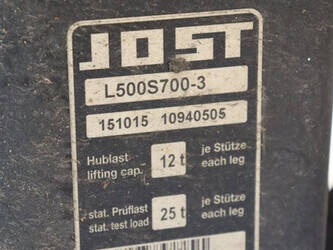 JOST
L500S700-3
151015 10940505
Hublast 12 t je Stütze
lifting cap. each leg
stat. Prüflast 25 t je Stütze
stat. test load each leg